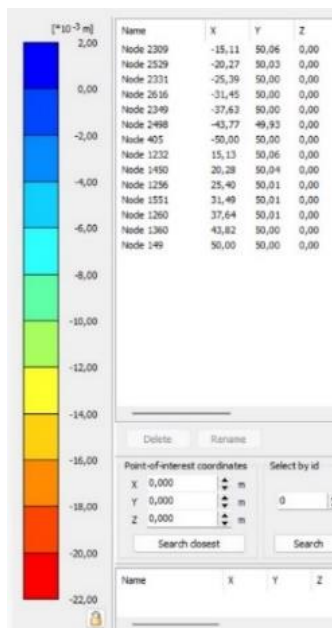 [*10⁻³ m]
2,00
0,00
-2,00
-4,00
-6,00
-8,00
-10,00
-12,00
-14,00
-16,00
-18,00
-20,00
-22,00
Name X Y Z
Node 2309 -15,11 50,06 0,00
Node 2529 -20,27 50,03 0,00
Node 2331 -25,39 50,00 0,00
Node 2616 -31,45 50,00 0,00
Node 2349 -37,63 50,00 0,00
Node 2498 -43,77 49,93 0,00
Node 405 -50,00 50,00 0,00
Node 1232 15,13 50,06 0,00
Node 1450 20,28 50,04 0,00
Node 1256 25,40 50,01 0,00
Node 1551 31,49 50,01 0,00
Node 1260 37,64 50,01 0,00
Node 1360 43,82 50,00 0,00
Node 149 50,00 50,00 0,00
Delete Rename
Point-of-interest coordinates Select by id
X 0,000 m
Y 0,000 m 0
Z 0,000 m
Search closest Search
Name X Y Z